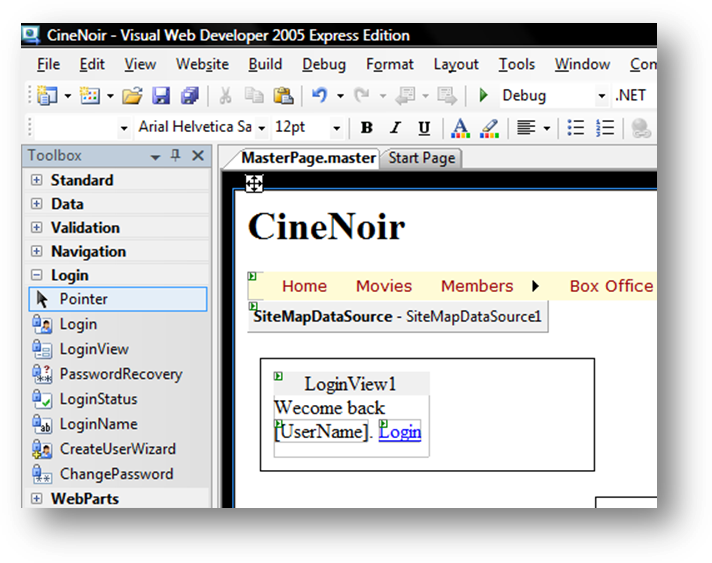 CineNoir - Visual Web Developer 2005 Express Edition
File Edit View Website Build Debug Format Layout Tools Window Con
Debug .NET
Arial Helvetica Sa 12pt B I U A
Toolbox
MasterPage.master Start Page
Standard
Data
Validation
Navigation
Login
Pointer
Login
LoginView
PasswordRecovery
LoginStatus
LoginName
CreateUserWizard
ChangePassword
WebParts
CineNoir
Home Movies Members Box Office
SiteMapDataSource - SiteMapDataSource1
LoginView1
Wecome back
[UserName]. Login